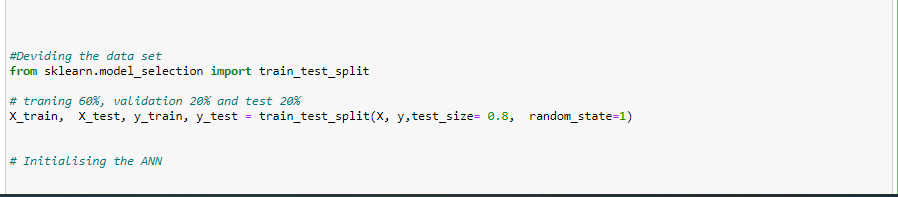 #Deviding the data set
from sklearn.model_selection import train_test_split
# traning 60%, validation 20% and test 20%
X_train,  X_test, y_train, y_test = train_test_split(X, y,test_size= 0.8,  random_state=1)
# Initialising the ANN